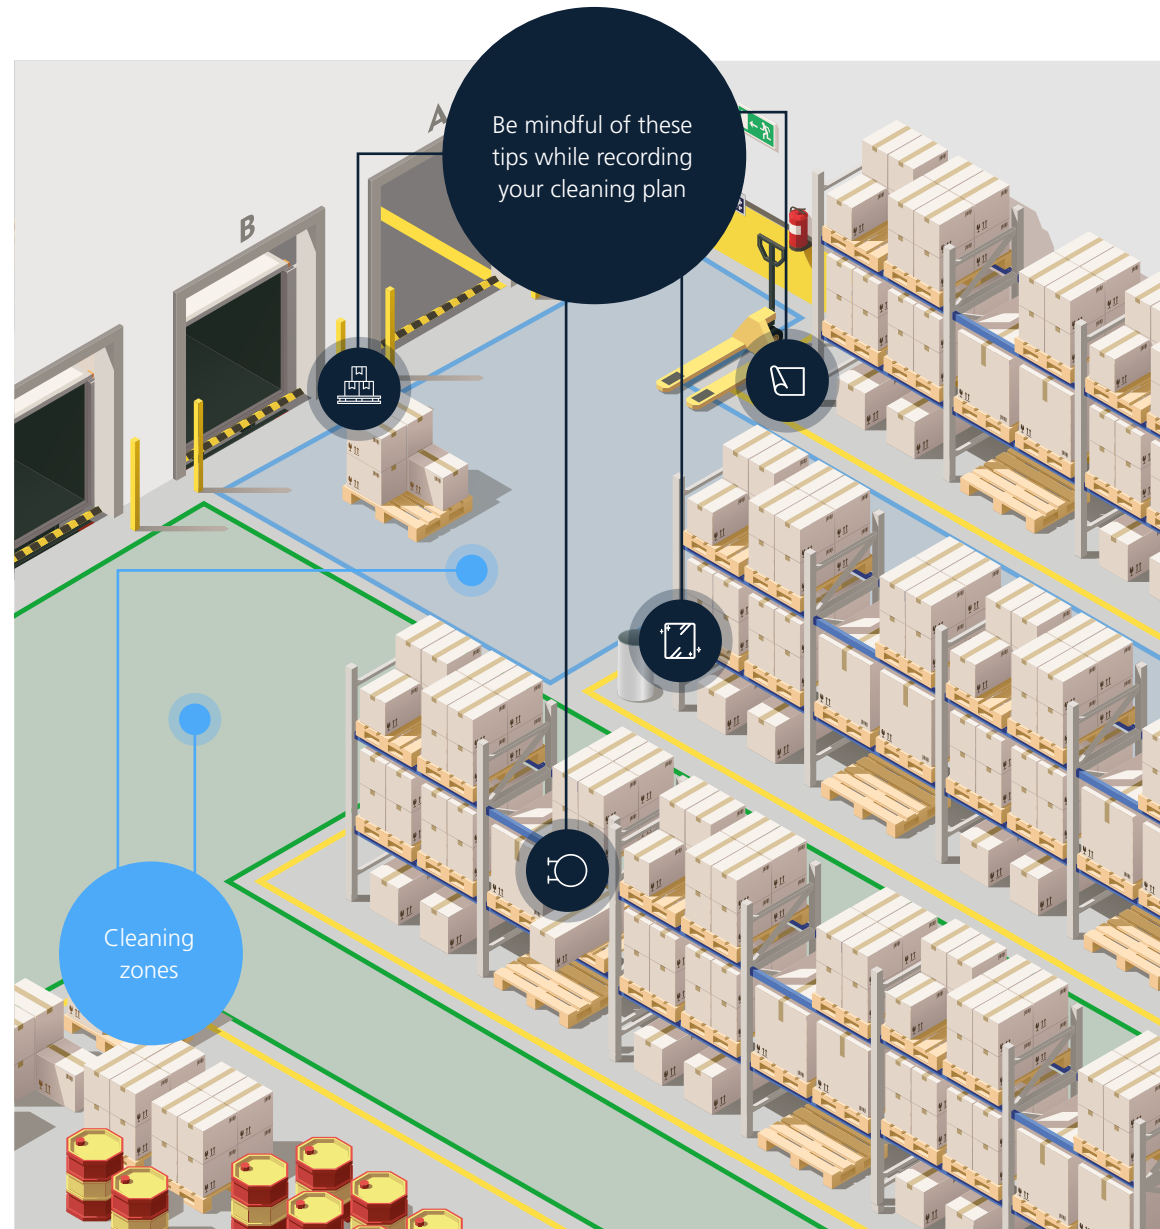 A
Be mindful of these
tips while recording
your cleaning plan
B
Cleaning
zones